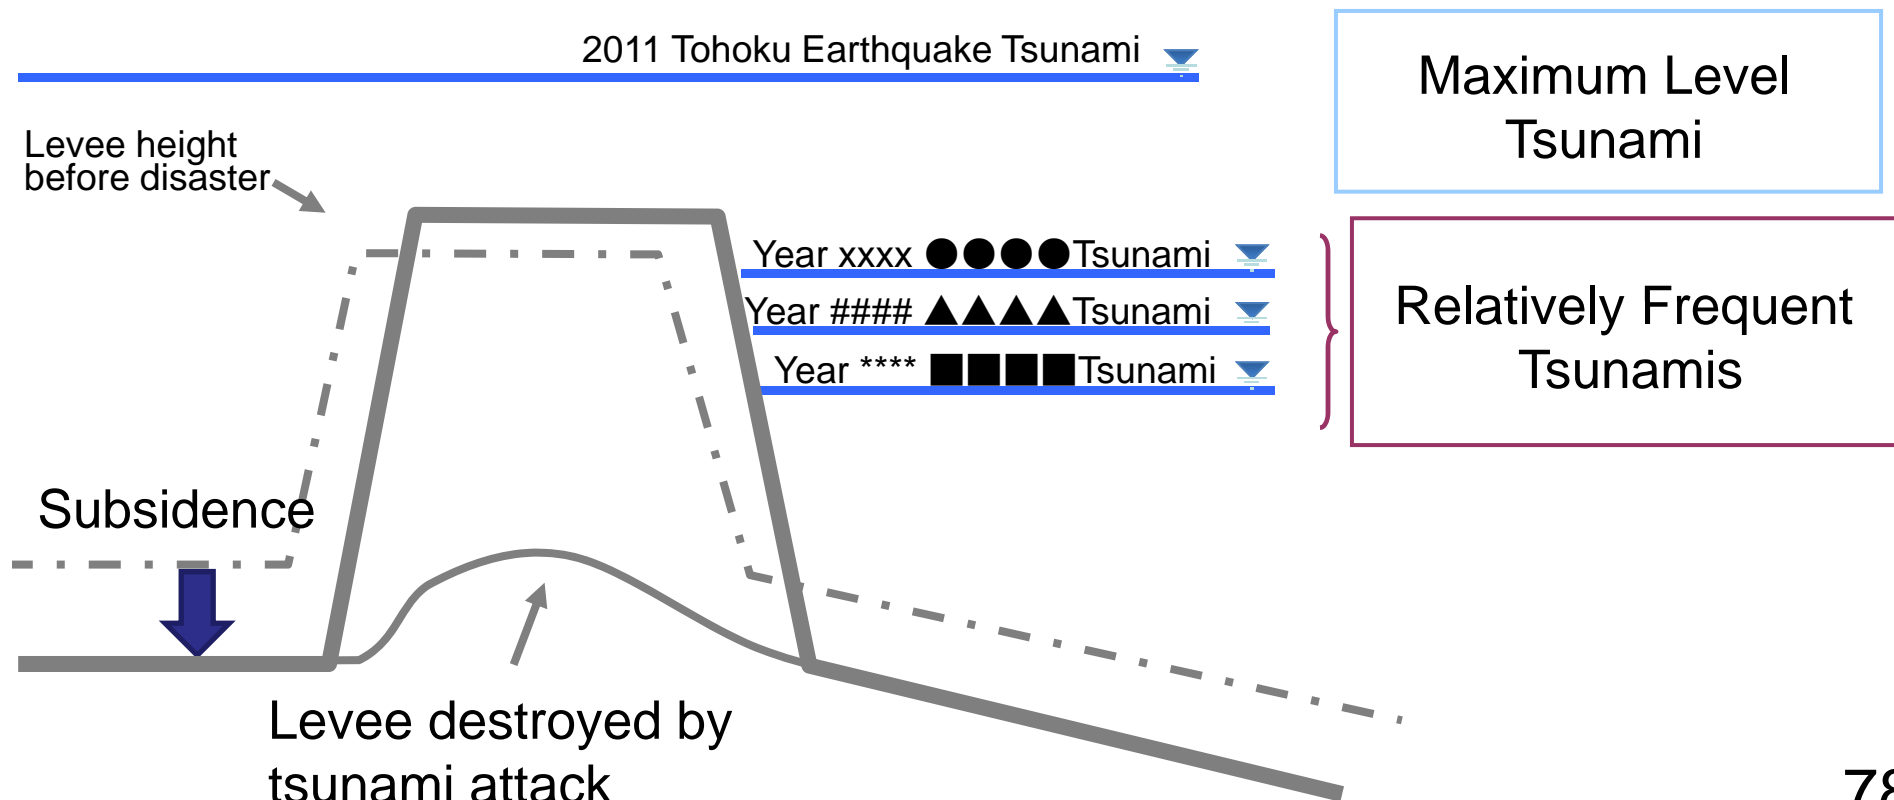 2011 Tohoku Earthquake Tsunami
Maximum Level
Tsunami
Levee height
before disaster
Year xxxx ●●●●Tsunami
Year #### ▲▲▲▲Tsunami
Year **** ■■■■Tsunami
Relatively Frequent
Tsunamis
Subsidence
Levee destroyed by
tsunami attack
78